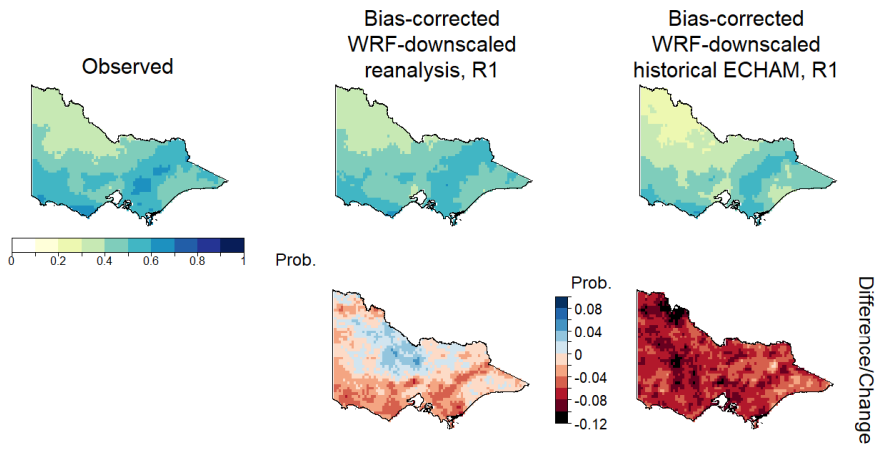 Observed
Bias-corrected
WRF-downscaled
reanalysis, R1
Bias-corrected
WRF-downscaled
historical ECHAM, R1
0 0.2 0.4 0.6 0.8 1
Prob.
Prob.
0.08
0.04
0
-0.04
-0.08
-0.12
Difference/Change